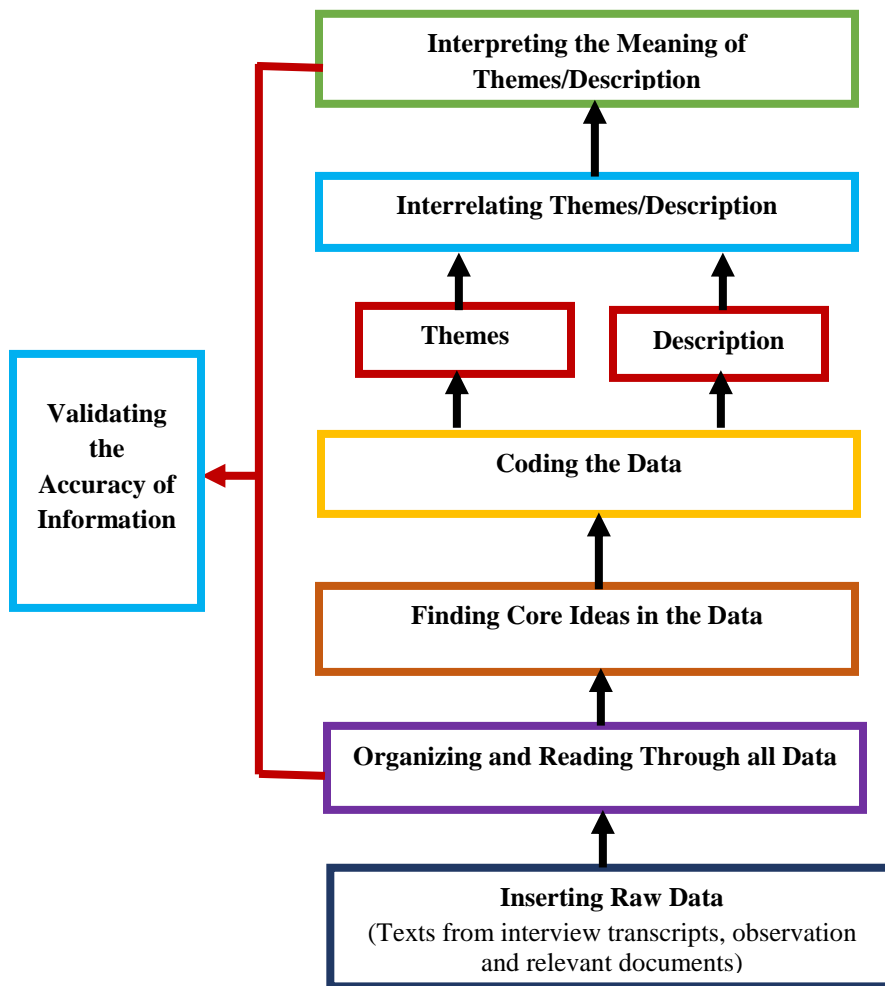 Interpreting the Meaning of
Themes/Description
Interrelating Themes/Description
Themes
Description
Validating
the
Accuracy of
Information
Coding the Data
Finding Core Ideas in the Data
Organizing and Reading Through all Data
Inserting Raw Data
(Texts from interview transcripts, observation
and relevant documents)